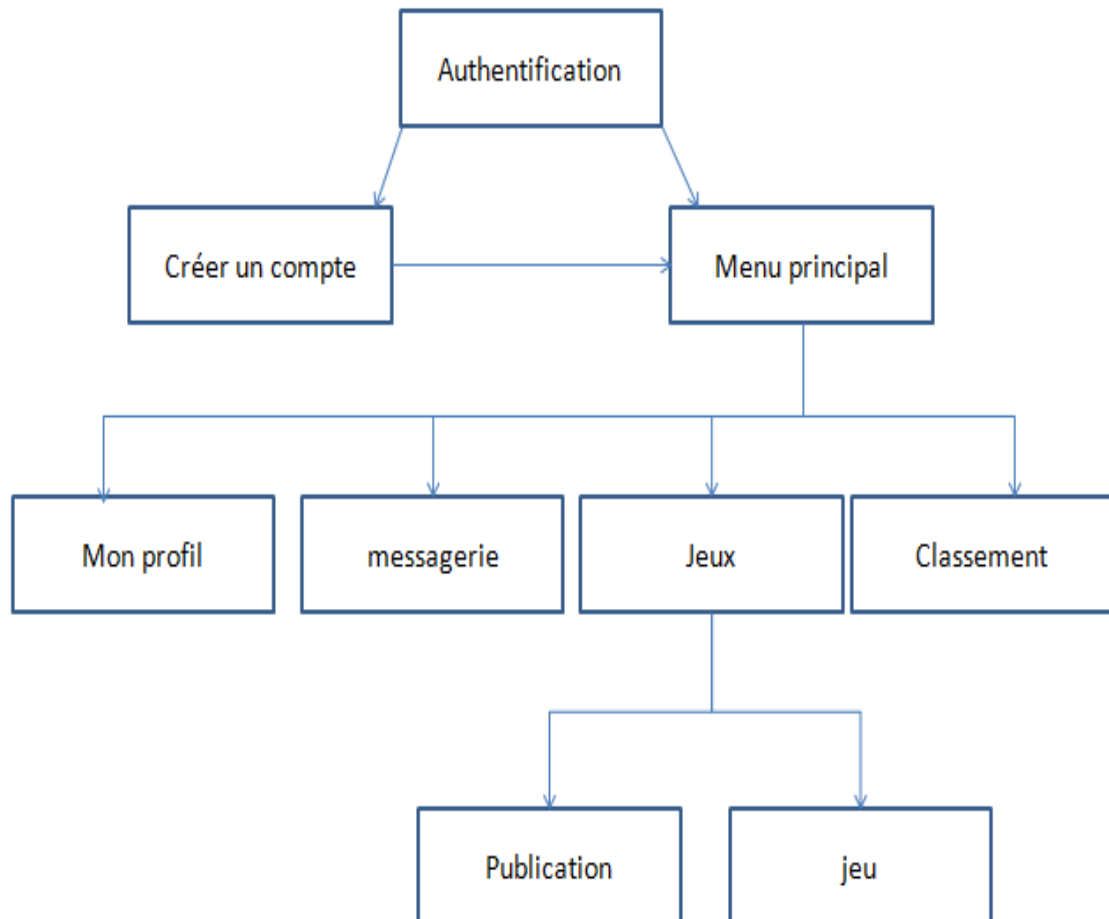 Authentification
Créer un compte
Menu principal
Mon profil
messagerie
Jeux
Classement
Publication
jeu